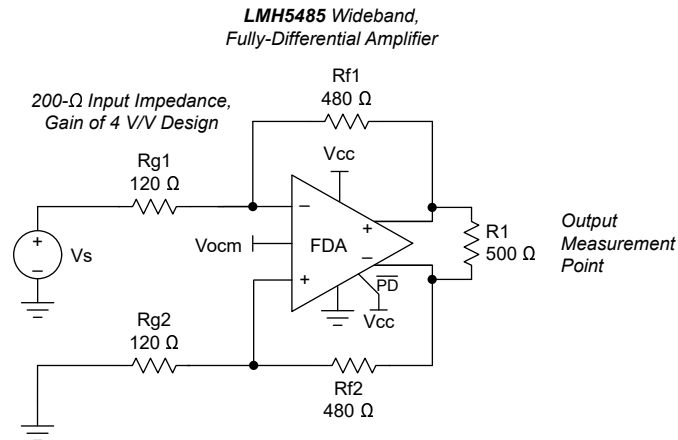 LMH5485 Wideband,
Fully-Differential Amplifier
200-Ω Input Impedance,
Gain of 4 V/V Design
Rf1
480 Ω
Rg1
120 Ω
Vcc
−
+
Vs
+
−
Vocm
FDA
+
−
PD
Vcc
R1
500 Ω
Output
Measurement
Point
Rg2
120 Ω
Rf2
480 Ω